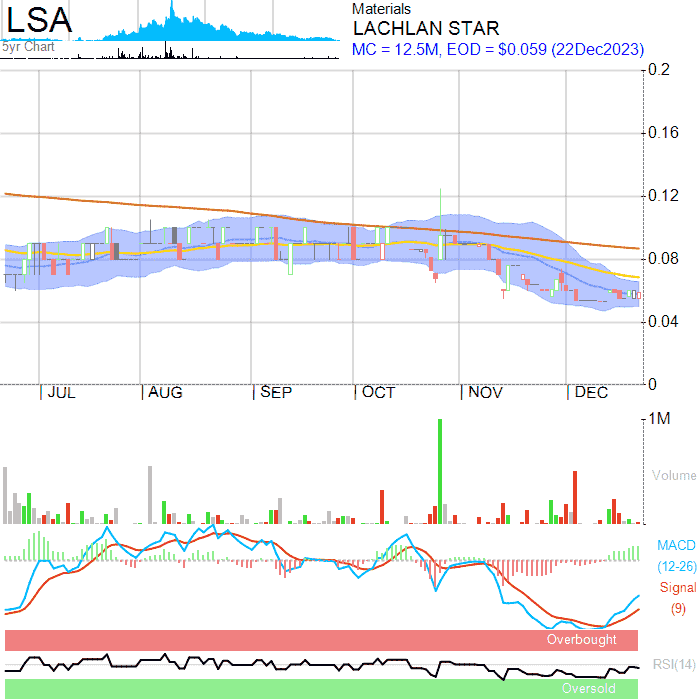 LSA
5yr Chart
Materials
LACHLAN STAR
MC = 12.5M, EOD = $0.059 (22Dec2023)
0.2
0.16
0.12
0.08
0.04
0
JUL AUG SEP OCT NOV DEC
1M
Volume
MACD
(12-26)
Signal
(9)
Overbought
RSI(14)
Oversold